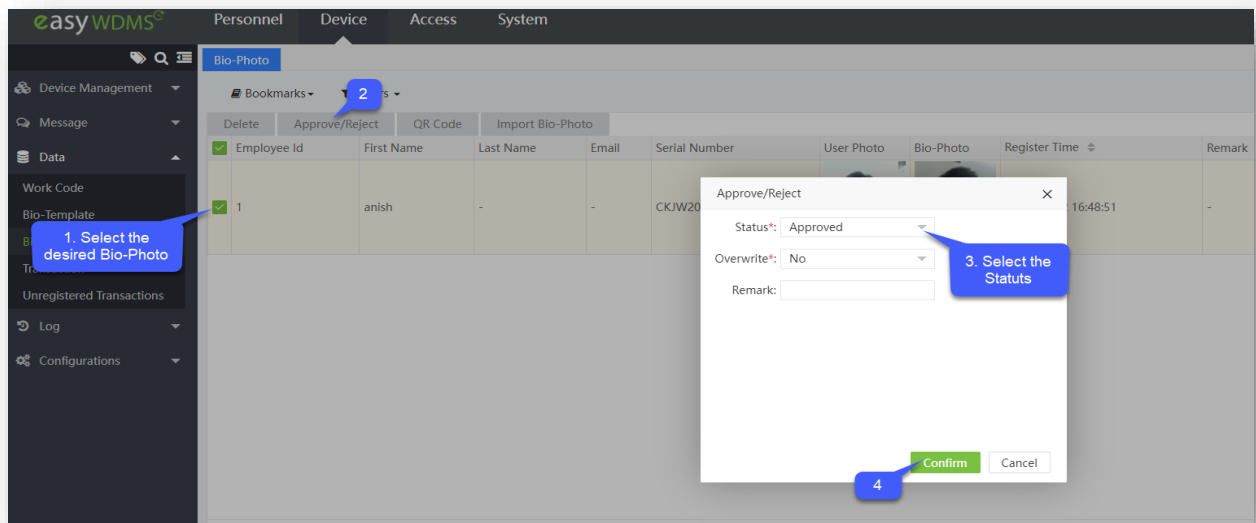 easy WDMS
Personnel Device Access System
Bio-Photo
Device Management
Bookmarks
2
Message
Delete Approve/Reject QR Code Import Bio-Photo
Employee Id First Name Last Name Email Serial Number User Photo Bio-Photo Register Time Remark
Data
Work Code
1 anish - - CKJW20 16:48:51 -
Bio-Template
1. Select the
desired Bio-Photo
Unregistered Transactions
Log
Configurations
Approve/Reject
Status*: Approved
Overwrite*: No
Remark:
3. Select the
Statuts
Confirm Cancel
4